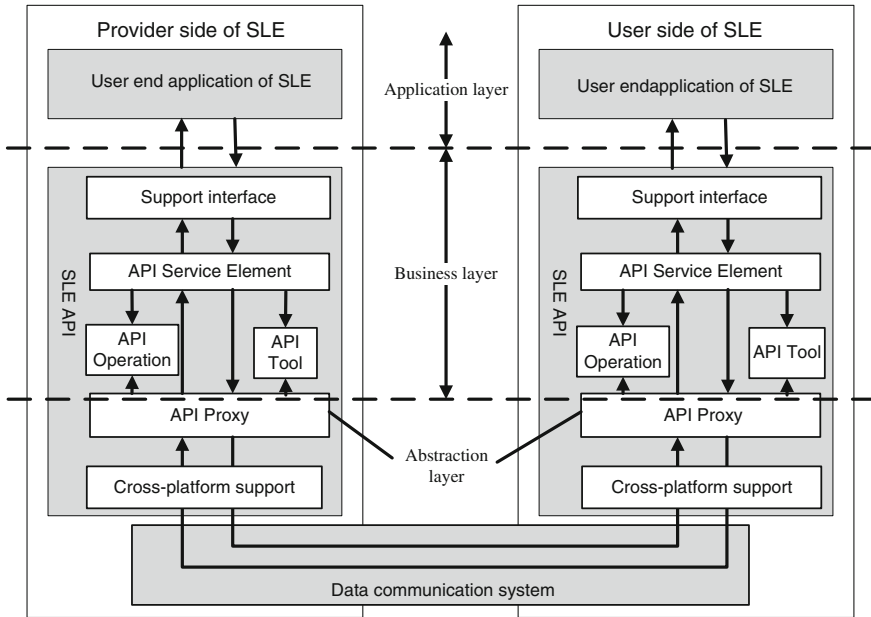 Provider side of SLE
User end application of SLE
Support interface
API Service Element
SLE API
API
Operation
API
Tool
API Proxy
Cross-platform support
Application layer
Business layer
Abstraction
layer
User side of SLE
User endapplication of SLE
Support interface
API Service Element
SLE API
API
Operation
API Tool
API Proxy
Cross-platform support
Data communication system